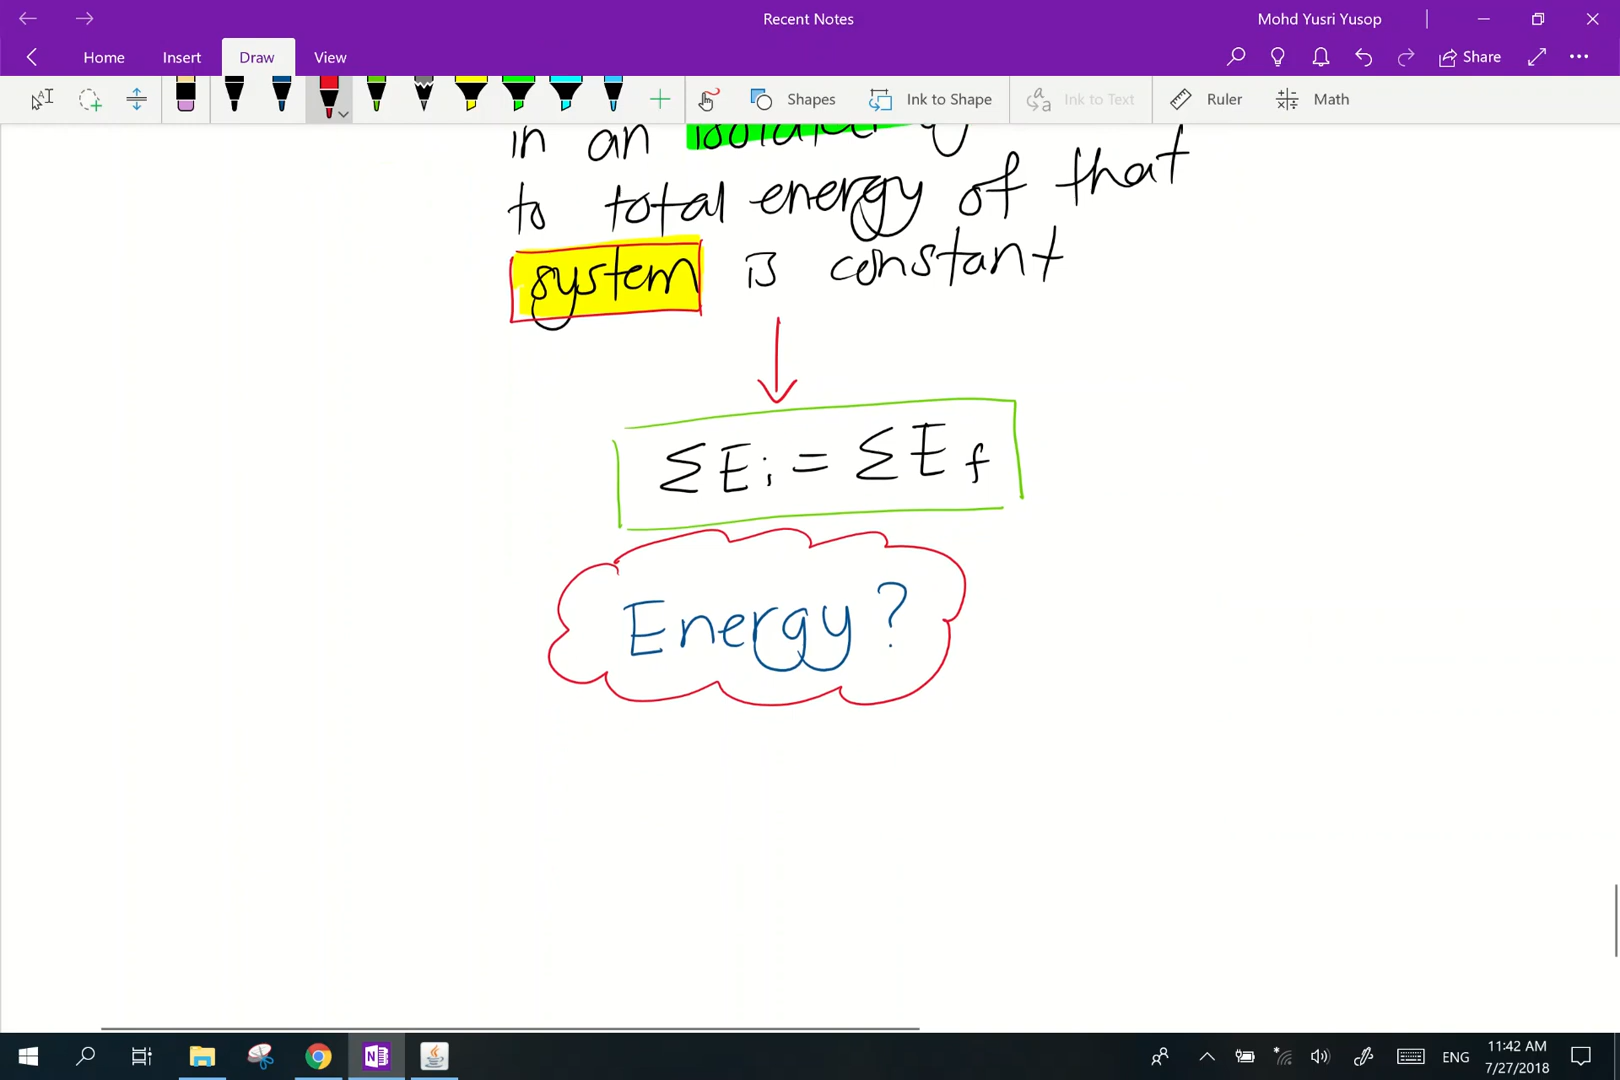 Recent Notes
Mohd Yusri Yusop
Home Insert Draw View
Share
Shapes Ink to Shape Ink to Text Ruler Math
in an isolated
to total energy of that
system is constant
ΣEi = ΣEf
Energy?
11:42 AM
ENG
7/27/2018